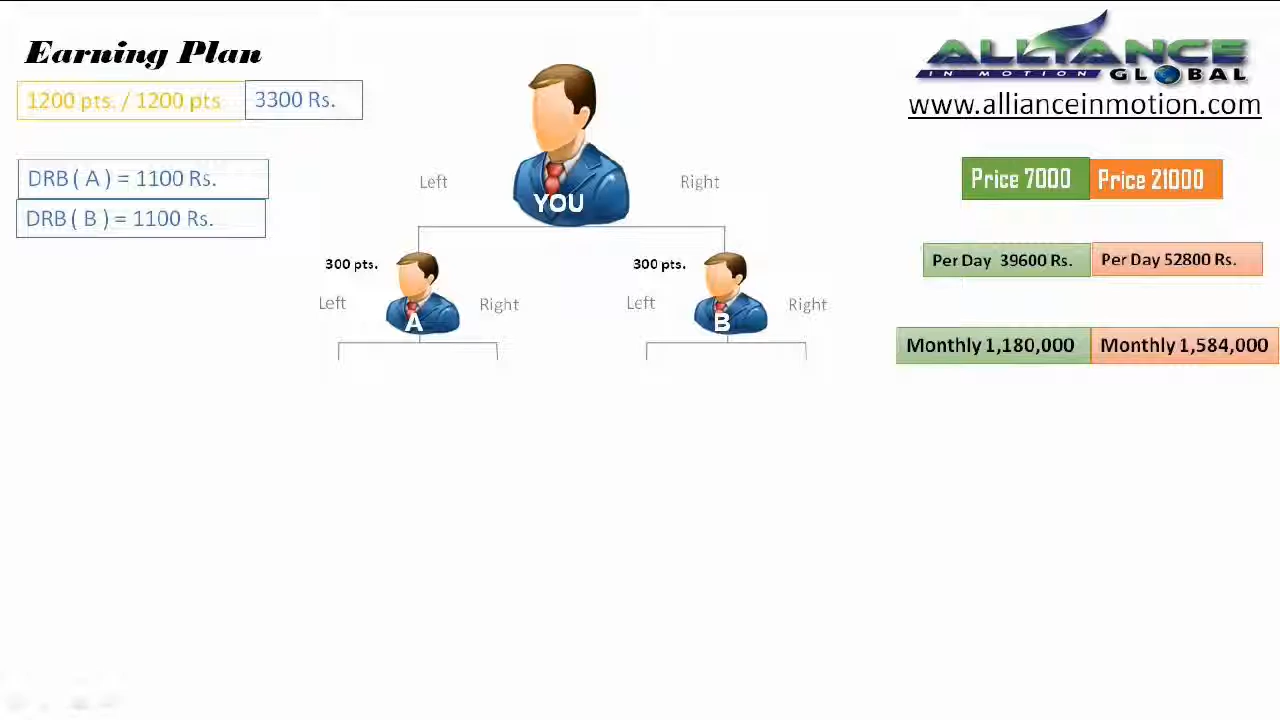 Earning Plan
1200 pts. / 1200 pts
3300 Rs.
DRB ( A ) = 1100 Rs.
DRB ( B ) = 1100 Rs.
Left
Right
YOU
300 pts.
Left
Right
A
300 pts.
Left
Right
B
ALLIANCE
IN MOTION GLOBAL
www.allianceinmotion.com
Price 7000
Price 21000
Per Day 39600 Rs.
Per Day 52800 Rs.
Monthly 1,180,000
Monthly 1,584,000